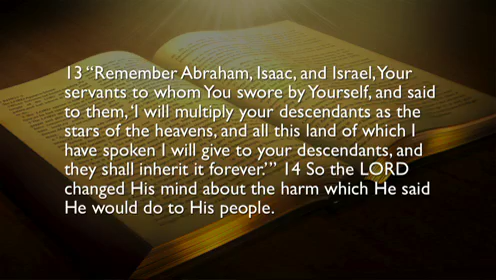 13 “Remember Abraham, Isaac, and Israel, Your
servants to whom You swore by Yourself, and said
to them, ‘I will multiply your descendants as the
stars of the heavens, and all this land of which I
have spoken I will give to your descendants, and
they shall inherit it forever.’” 14 So the LORD
changed His mind about the harm which He said
He would do to His people.